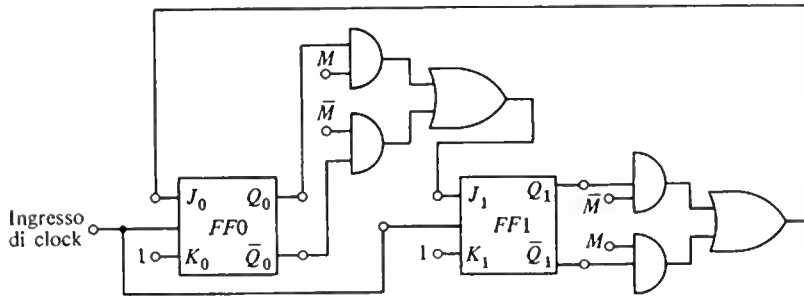 M
M̄
J₀ Q₀
FF0
1 K₀ Q̄₀
Ingresso
di clock
J₁ Q₁
FF1
1 K₁ Q̄₁
M̄
M